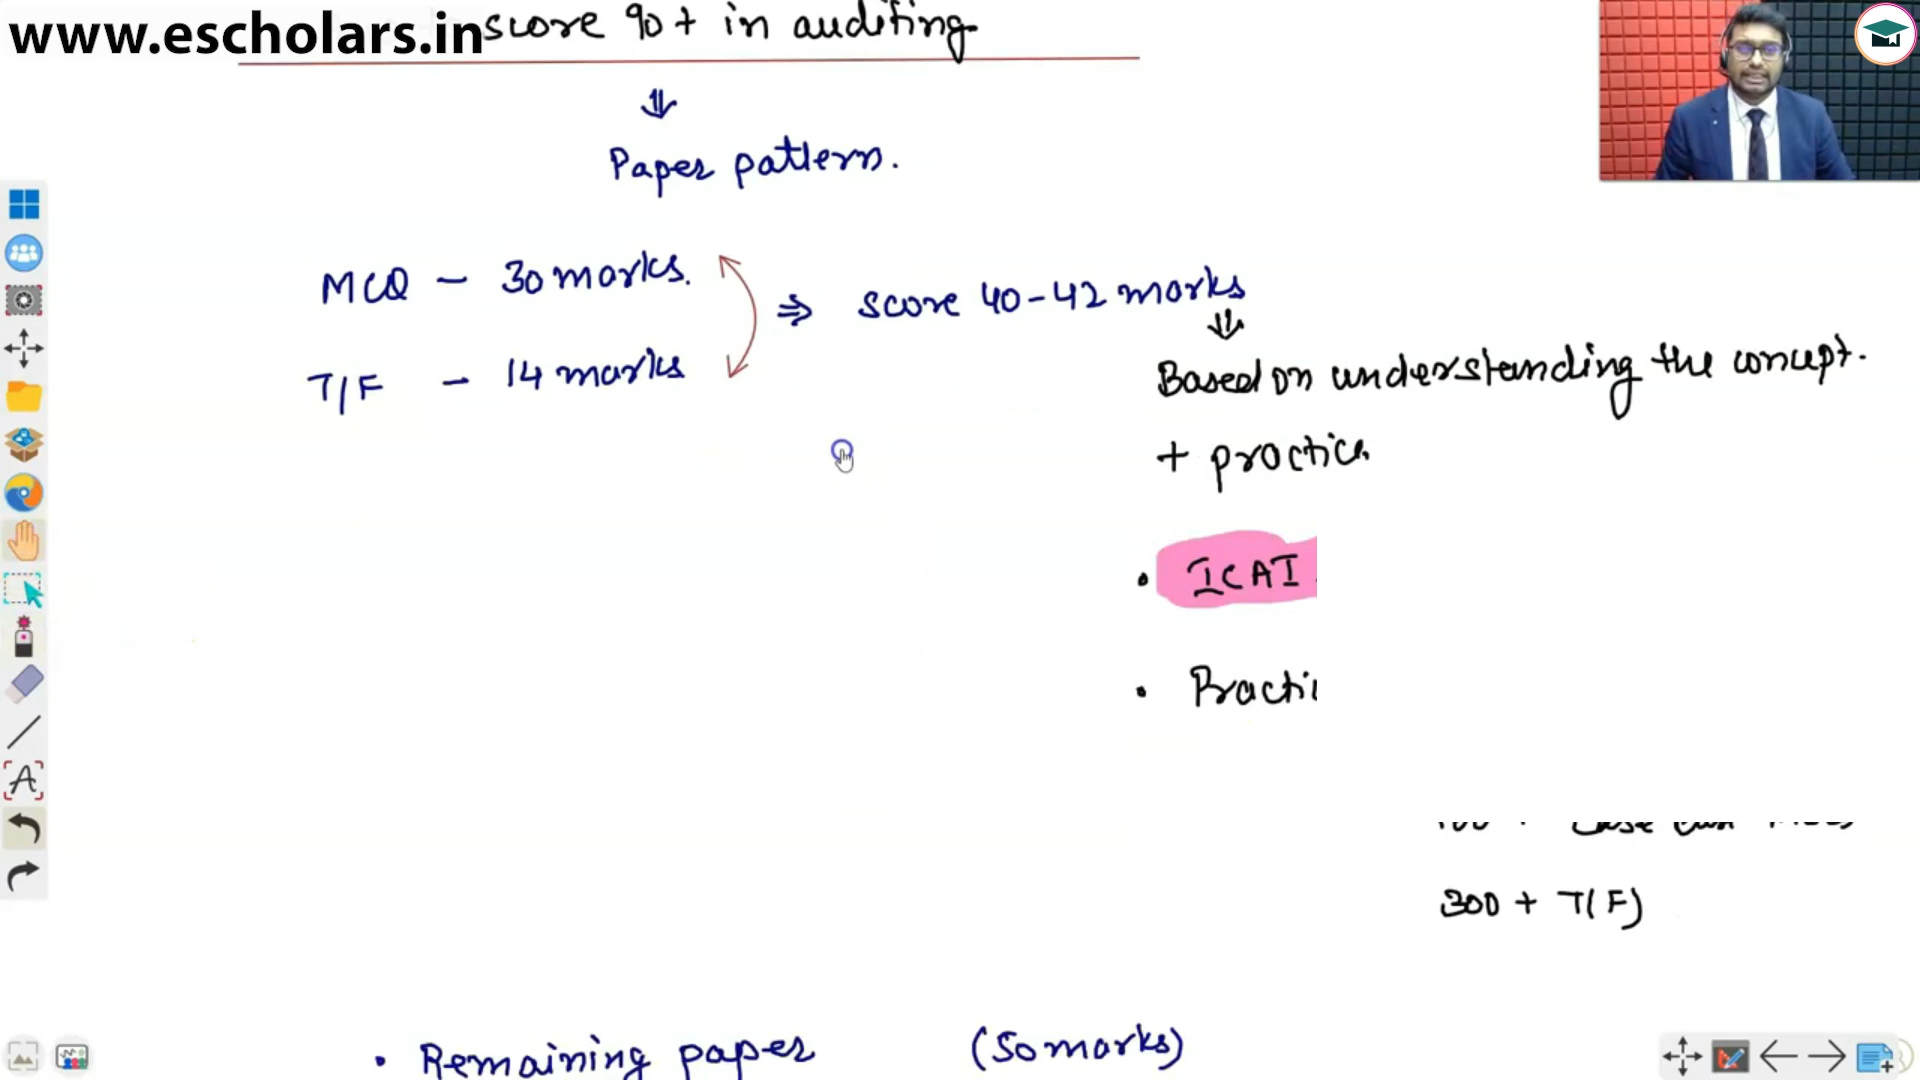 www.escholars.in
score 90+ in auditing
Paper pattern.
MCQ - 30 marks.
T/F - 14 marks
⇒ score 40-42 marks
Based on understanding the concept.
+ practice
• ICAI
• Practi
300 + T(F)
• Remaining paper (50 marks)